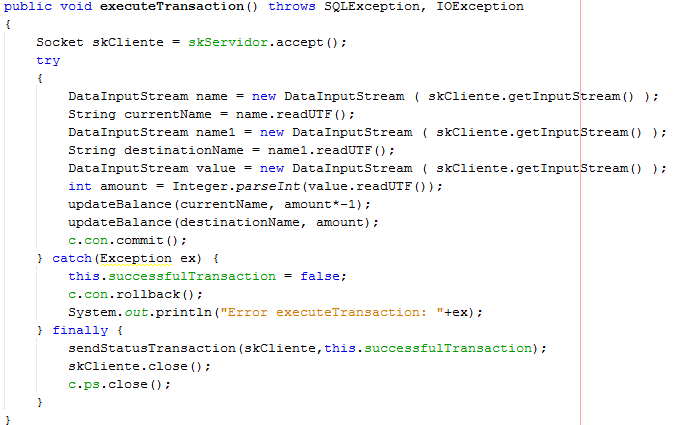 public void executeTransaction() throws SQLException, IOException
{
    Socket skCliente = skServidor.accept();
    try
    {
        DataInputStream name = new DataInputStream ( skCliente.getInputStream() );
        String currentName = name.readUTF();
        DataInputStream name1 = new DataInputStream ( skCliente.getInputStream() );
        String destinationName = name1.readUTF();
        DataInputStream value = new DataInputStream ( skCliente.getInputStream() );
        int amount = Integer.parseInt(value.readUTF());
        updateBalance(currentName, amount*-1);
        updateBalance(destinationName, amount);
        c.con.commit();
    } catch(Exception ex) {
        this.successfulTransaction = false;
        c.con.rollback();
        System.out.println("Error executeTransaction: "+ex);
    } finally {
        sendStatusTransaction(skCliente,this.successfulTransaction);
        skCliente.close();
        c.ps.close();
    }
}